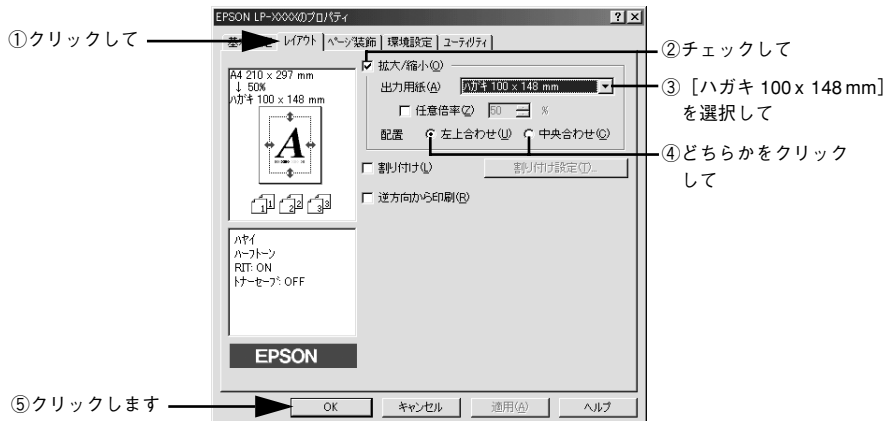 EPSON LP-XXXXのプロパティ
①クリックして
レイアウト
ページ装飾
環境設定
ユーティリティ
②チェックして
A4 210 x 297 mm
↓ 50%
ハガキ 100 x 148 mm
A
1 1 2 2 3 3
拡大/縮小(O)
出力用紙(A) ハガキ 100 x 148 mm
③［ハガキ 100 x 148 mm］
を選択して
任意倍率(Z) 50 %
配置 左上合わせ(U) 中央合わせ(C)
④どちらかをクリック
して
割り付け(L) 割り付け設定(T)...
逆方向から印刷(R)
ハヤイ
ハーフトーン
RIT: ON
トナーセーブ: OFF
EPSON
⑤クリックします
OK キャンセル 適用(A) ヘルプ